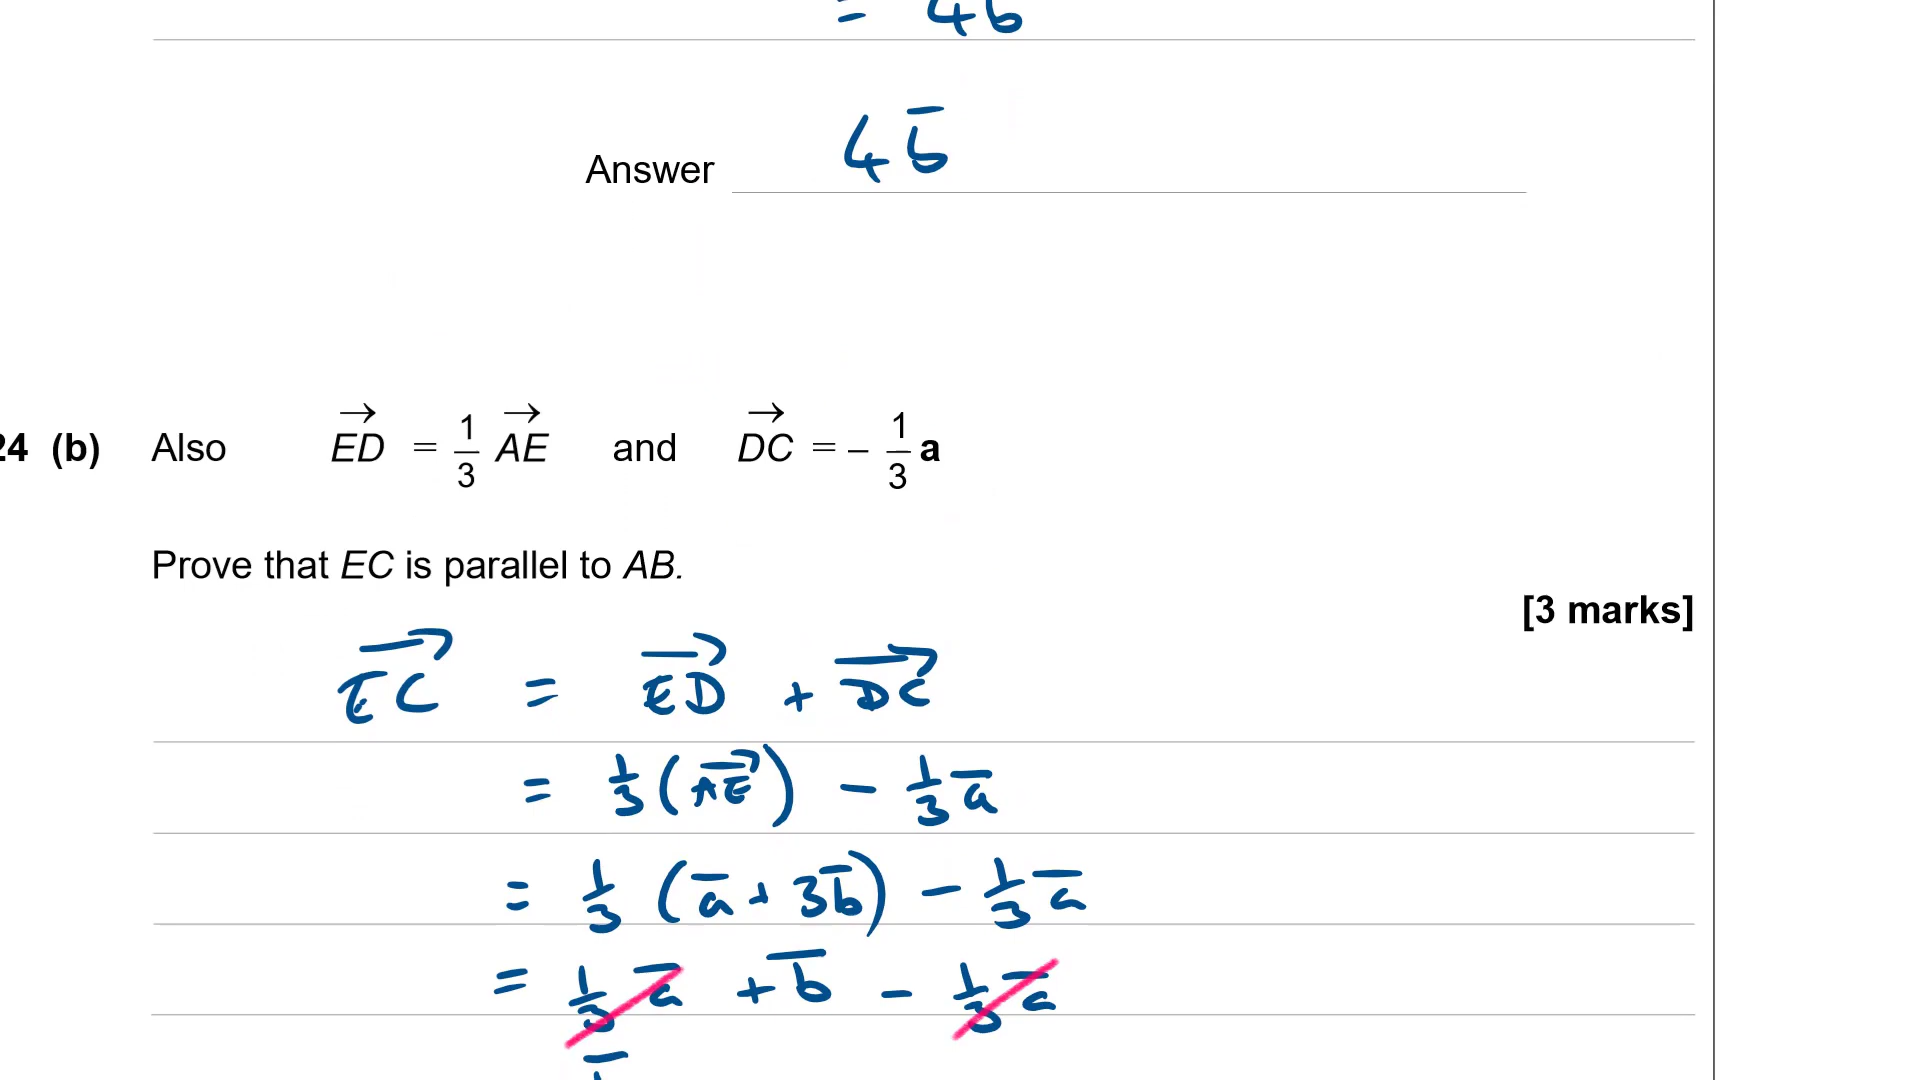 = 4b
4b̅
Answer
24 (b) Also →ED = 1/3 →AE and →DC = – 1/3 a
Prove that EC is parallel to AB.
[3 marks]
→EC = →ED + →DC
= 1/3 (→AE) – 1/3 a̅
= 1/3 (a̅ + 3b̅) – 1/3 a̅
= 1/3 a̅ + b̅ – 1/3 a̅